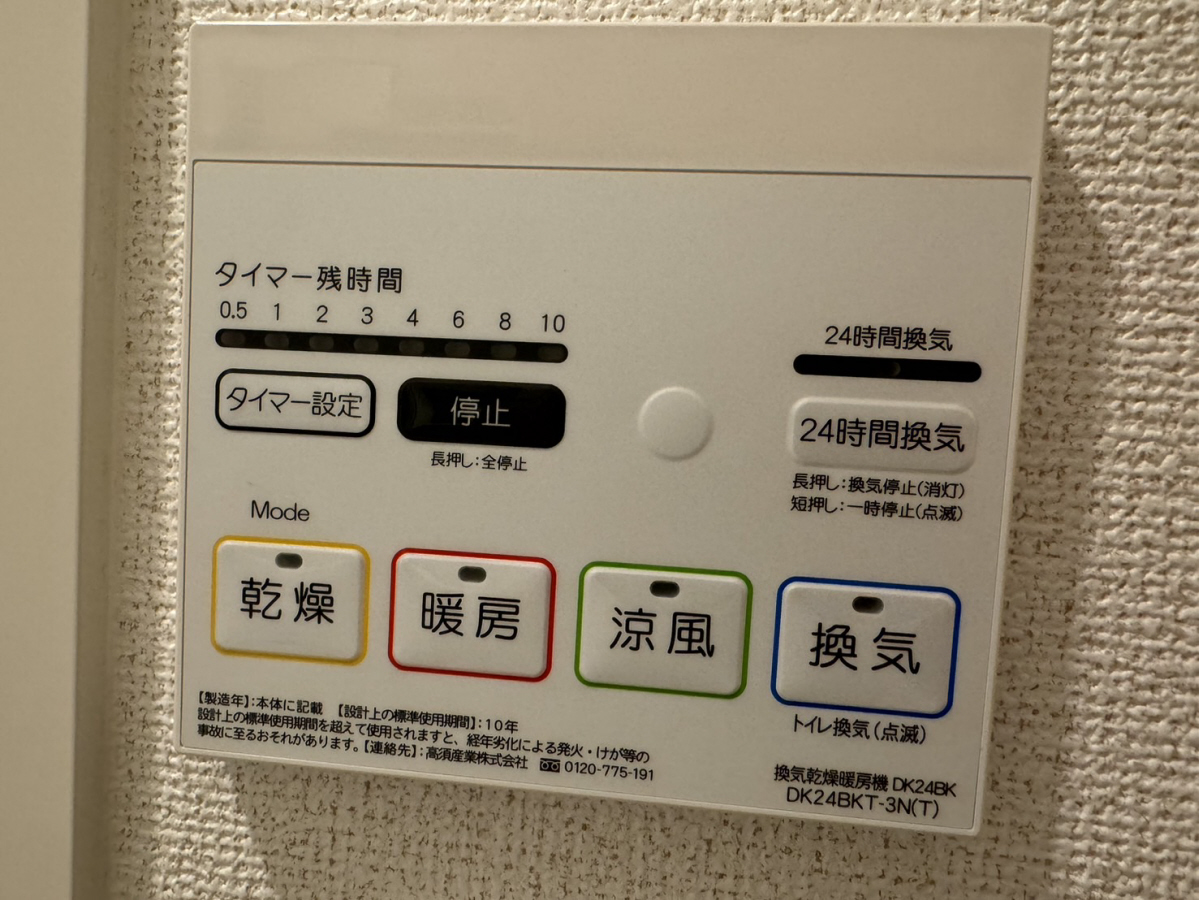 タイマー残時間
0.5 1 2 3 4 6 8 10
タイマー設定
停止
長押し:全停止
24時間換気
24時間換気
長押し:換気停止(消灯)
短押し:一時停止(点滅)
Mode
乾燥
暖房
涼風
換気
トイレ換気(点滅)
【製造年】:本体に記載 【設計上の標準使用期間】:10年
設計上の標準使用期間を超えて使用されますと、経年劣化による発火・けが等の
事故に至るおそれがあります。【連絡先】:高須産業株式会社 0120-775-191
換気乾燥暖房機 DK24BK
DK24BKT-3N(T)